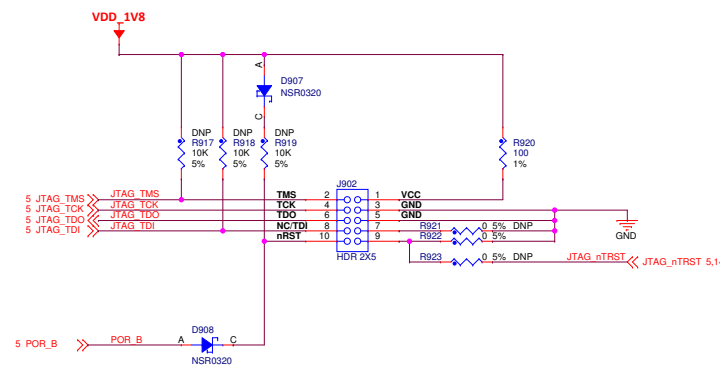 VDD_1V8
A
D907
NSR0320
C
DNP
R917
10K
5%
DNP
R918
10K
5%
DNP
R919
10K
5%
R920
100
1%
J902
5 JTAG_TMS JTAG_TMS TMS 2 1 VCC
5 JTAG_TCK JTAG_TCK TCK 4 3 GND
5 JTAG_TDO JTAG_TDO TDO 6 5 GND
5 JTAG_TDI JTAG_TDI NC/TDI 8 7 R921 0 5% DNP
nRST 10 9 R922 0 5%
GND
HDR 2X5
R923 0 5% DNP JTAG_nTRST JTAG_nTRST 5,14
D908
5 POR_B POR_B A C
NSR0320